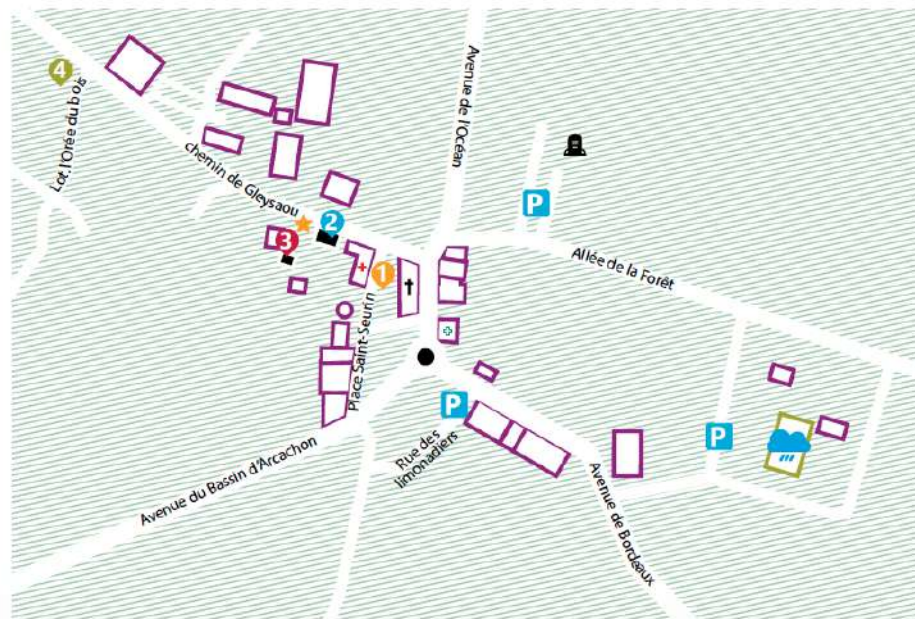 4
Lot. l'Orée du bois
chemin de Gleysaou
Avenue de l'Océan
P
2
3
1
Allée de la Forêt
Place Saint-Seurin
P
P
Rue des
limonadiers
Avenue du Bassin d'Arcachon
Avenue de Bordeaux